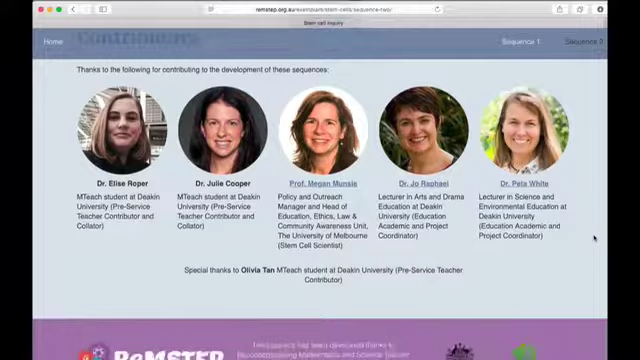 remstep.org.au/exemplars/stem-cells/sequence-two/
Stem cell inquiry
Home
Sequence 1
Sequence 2
Contributors
Thanks to the following for contributing to the development of these sequences:
Dr. Elise Roper
MTeach student at Deakin
University (Pre-Service
Teacher Contributor and
Collator)
Dr. Julie Cooper
MTeach student at Deakin
University (Pre-Service
Teacher Contributor and
Collator)
Prof. Megan Munsie
Policy and Outreach
Manager and Head of
Education, Ethics, Law &
Community Awareness Unit,
The University of Melbourne
(Stem Cell Scientist)
Dr. Jo Raphael
Lecturer in Arts and Drama
Education at Deakin
University (Education
Academic and Project
Coordinator)
Dr. Peta White
Lecturer in Science and
Environmental Education at
Deakin University
(Education Academic and
Project Coordinator)
Special thanks to Olivia Tan MTeach student at Deakin University (Pre-Service Teacher
Contributor)
ReMSTEP